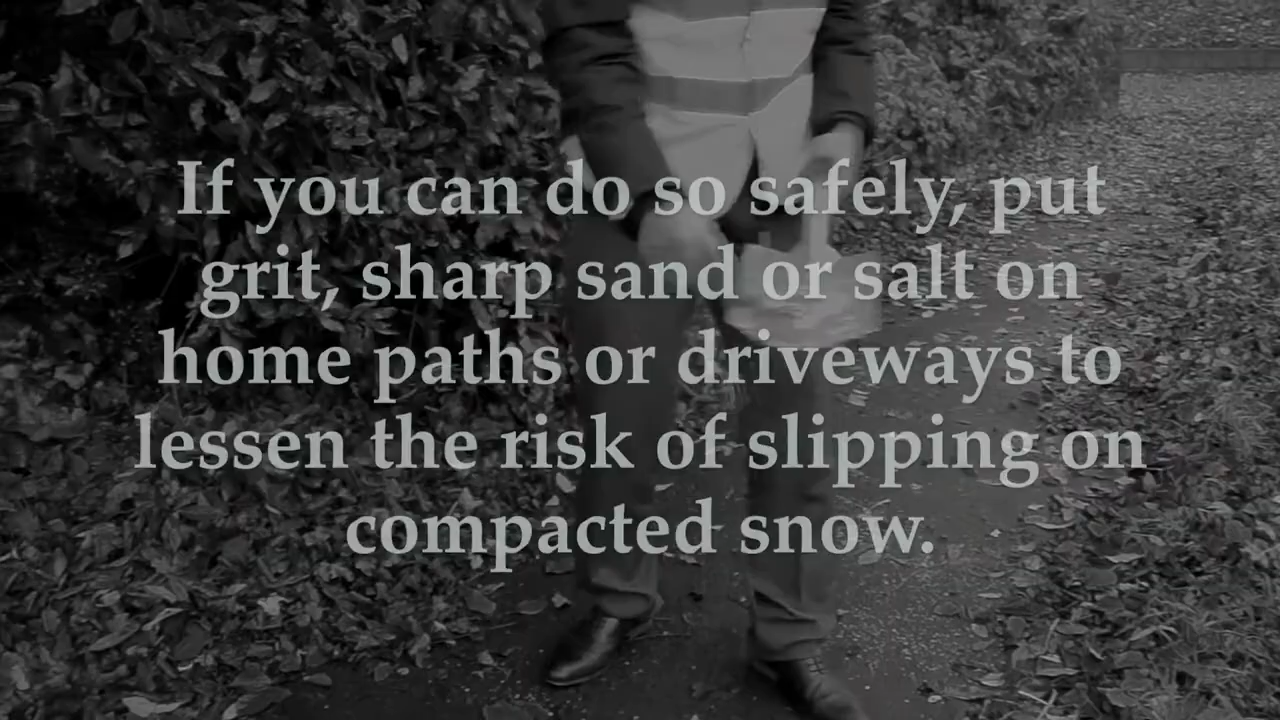 If you can do so safely, put
grit, sharp sand or salt on
home paths or driveways to
lessen the risk of slipping on
compacted snow.